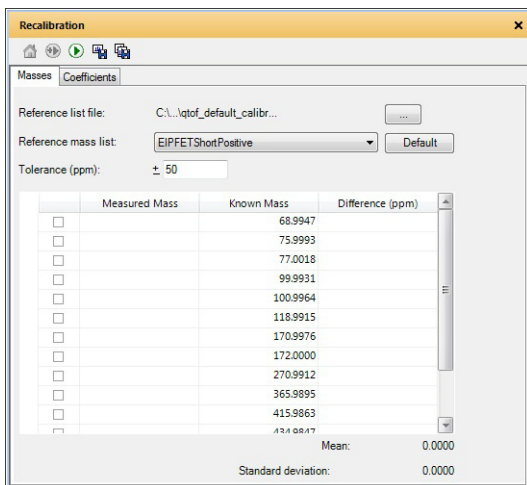 Recalibration
Masses Coefficients
Reference list file: C:\...\qtof_default_calibr... ...
Reference mass list: EIPFETShortPositive Default
Tolerance (ppm): ± 50
Measured Mass Known Mass Difference (ppm)
68.9947
75.9993
77.0018
99.9931
100.9964
118.9915
170.9976
172.0000
270.9912
365.9895
415.9863
434.9847
Mean: 0.0000
Standard deviation: 0.0000